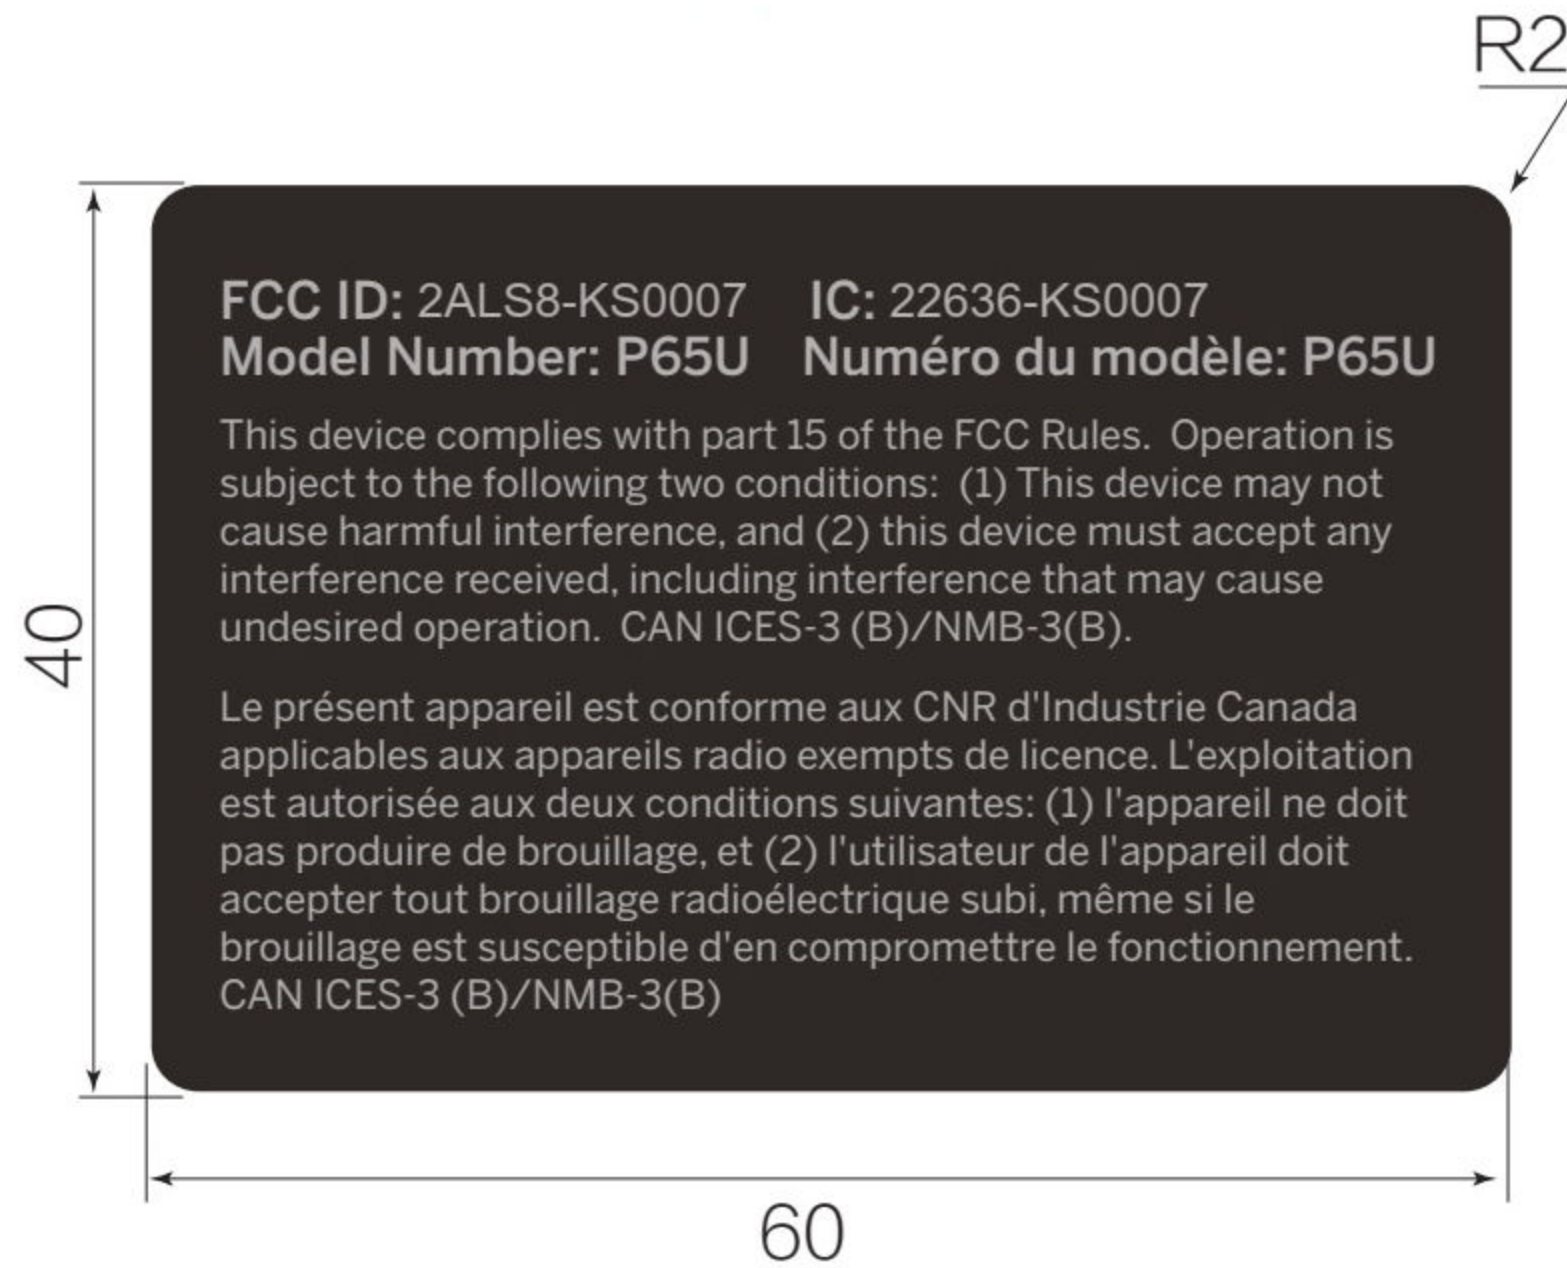 R2
FCC ID: 2ALS8-KS0007 IC: 22636-KS0007
Model Number: P65U Numéro du modèle: P65U
This device complies with part 15 of the FCC Rules. Operation is
subject to the following two conditions: (1) This device may not
cause harmful interference, and (2) this device must accept any
interference received, including interference that may cause
undesired operation. CAN ICES-3 (B)/NMB-3(B).
Le présent appareil est conforme aux CNR d'Industrie Canada
applicables aux appareils radio exempts de licence. L'exploitation
est autorisée aux deux conditions suivantes: (1) l'appareil ne doit
pas produire de brouillage, et (2) l'utilisateur de l'appareil doit
accepter tout brouillage radioélectrique subi, même si le
brouillage est susceptible d'en compromettre le fonctionnement.
CAN ICES-3 (B)/NMB-3(B)
40
60